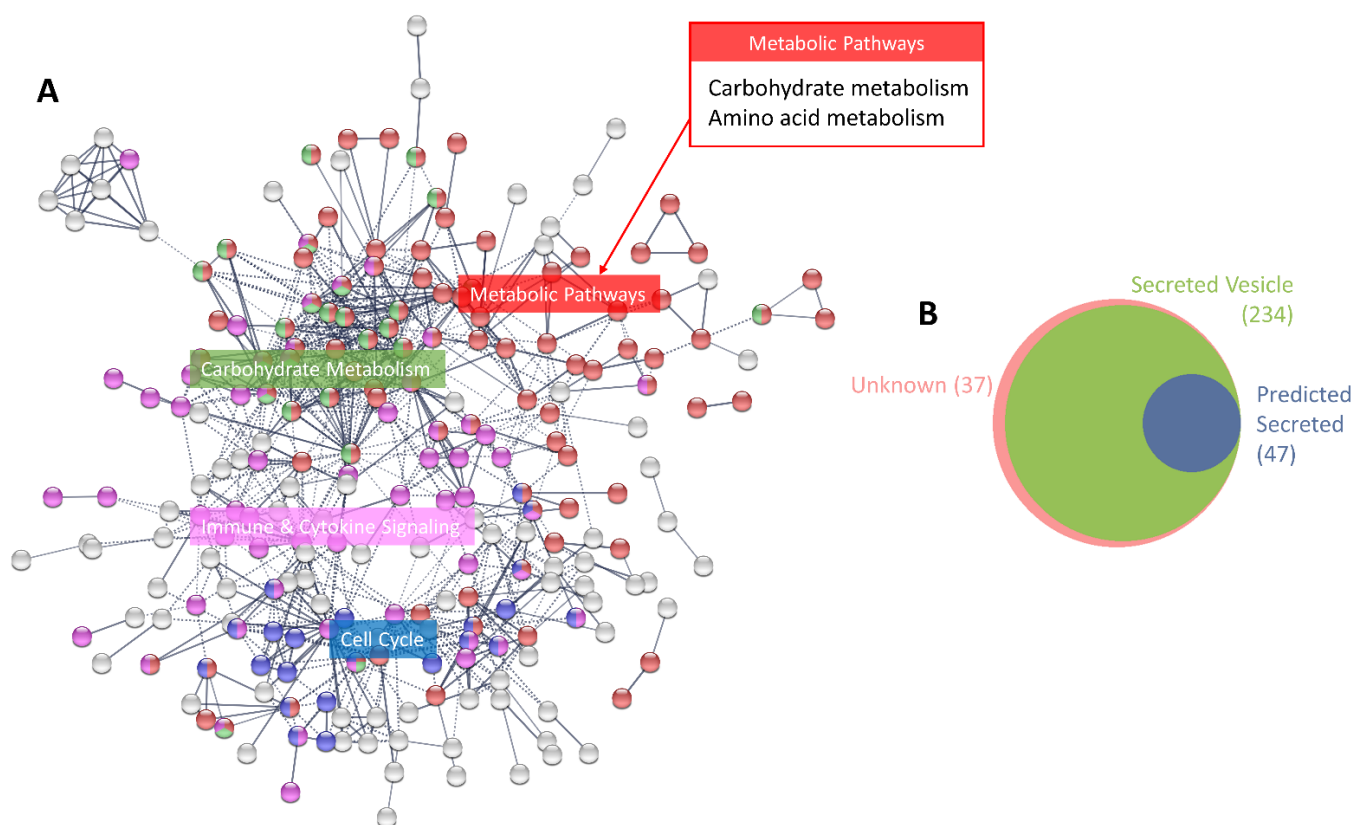 A
Metabolic Pathways
Carbohydrate metabolism
Amino acid metabolism
Metabolic Pathways
Carbohydrate Metabolism
Immune & Cytokine Signaling
Cell Cycle
B
Secreted Vesicle
(234)
Unknown (37)
Predicted
Secreted
(47)